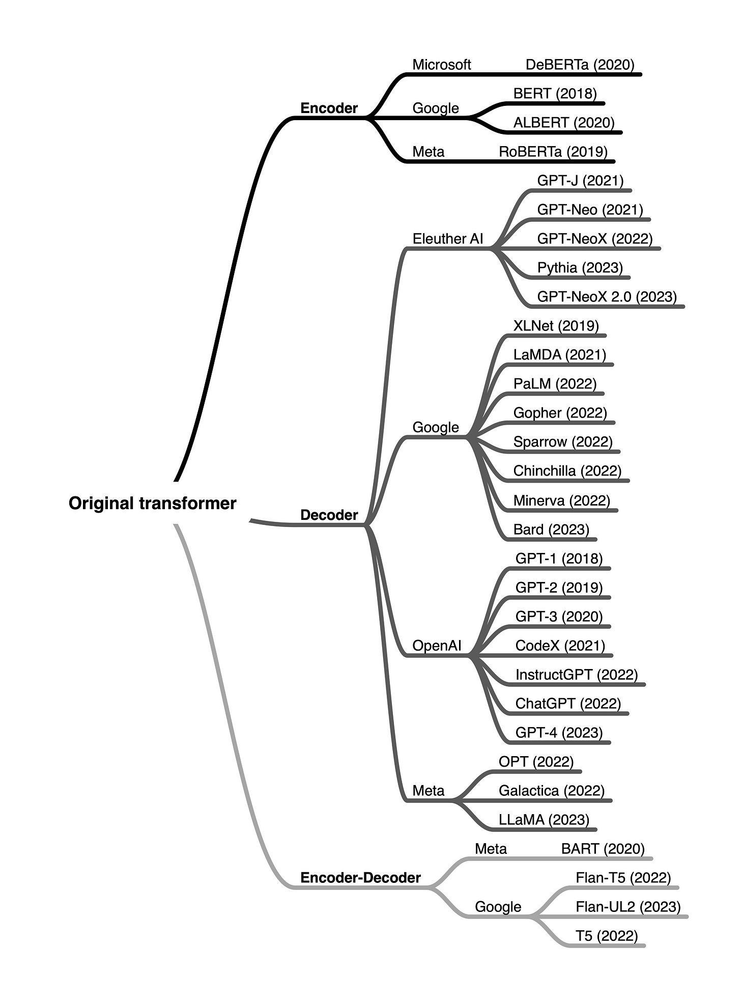 Original transformer
Encoder
Microsoft
DeBERTa (2020)
Google
BERT (2018)
ALBERT (2020)
Meta
RoBERTa (2019)
Decoder
Eleuther AI
GPT-J (2021)
GPT-Neo (2021)
GPT-NeoX (2022)
Pythia (2023)
GPT-NeoX 2.0 (2023)
Google
XLNet (2019)
LaMDA (2021)
PaLM (2022)
Gopher (2022)
Sparrow (2022)
Chinchilla (2022)
Minerva (2022)
Bard (2023)
OpenAI
GPT-1 (2018)
GPT-2 (2019)
GPT-3 (2020)
CodeX (2021)
InstructGPT (2022)
ChatGPT (2022)
GPT-4 (2023)
Meta
OPT (2022)
Galactica (2022)
LLaMA (2023)
Encoder-Decoder
Meta
BART (2020)
Google
Flan-T5 (2022)
Flan-UL2 (2023)
T5 (2022)